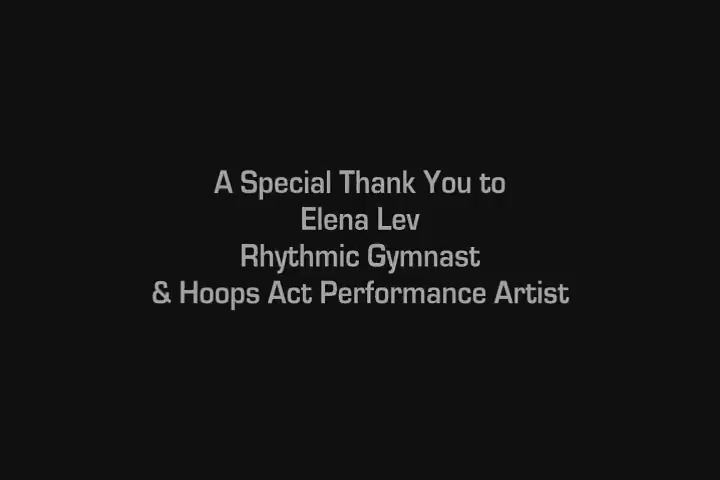 A Special Thank You to
Elena Lev
Rhythmic Gymnast
& Hoops Act Performance Artist